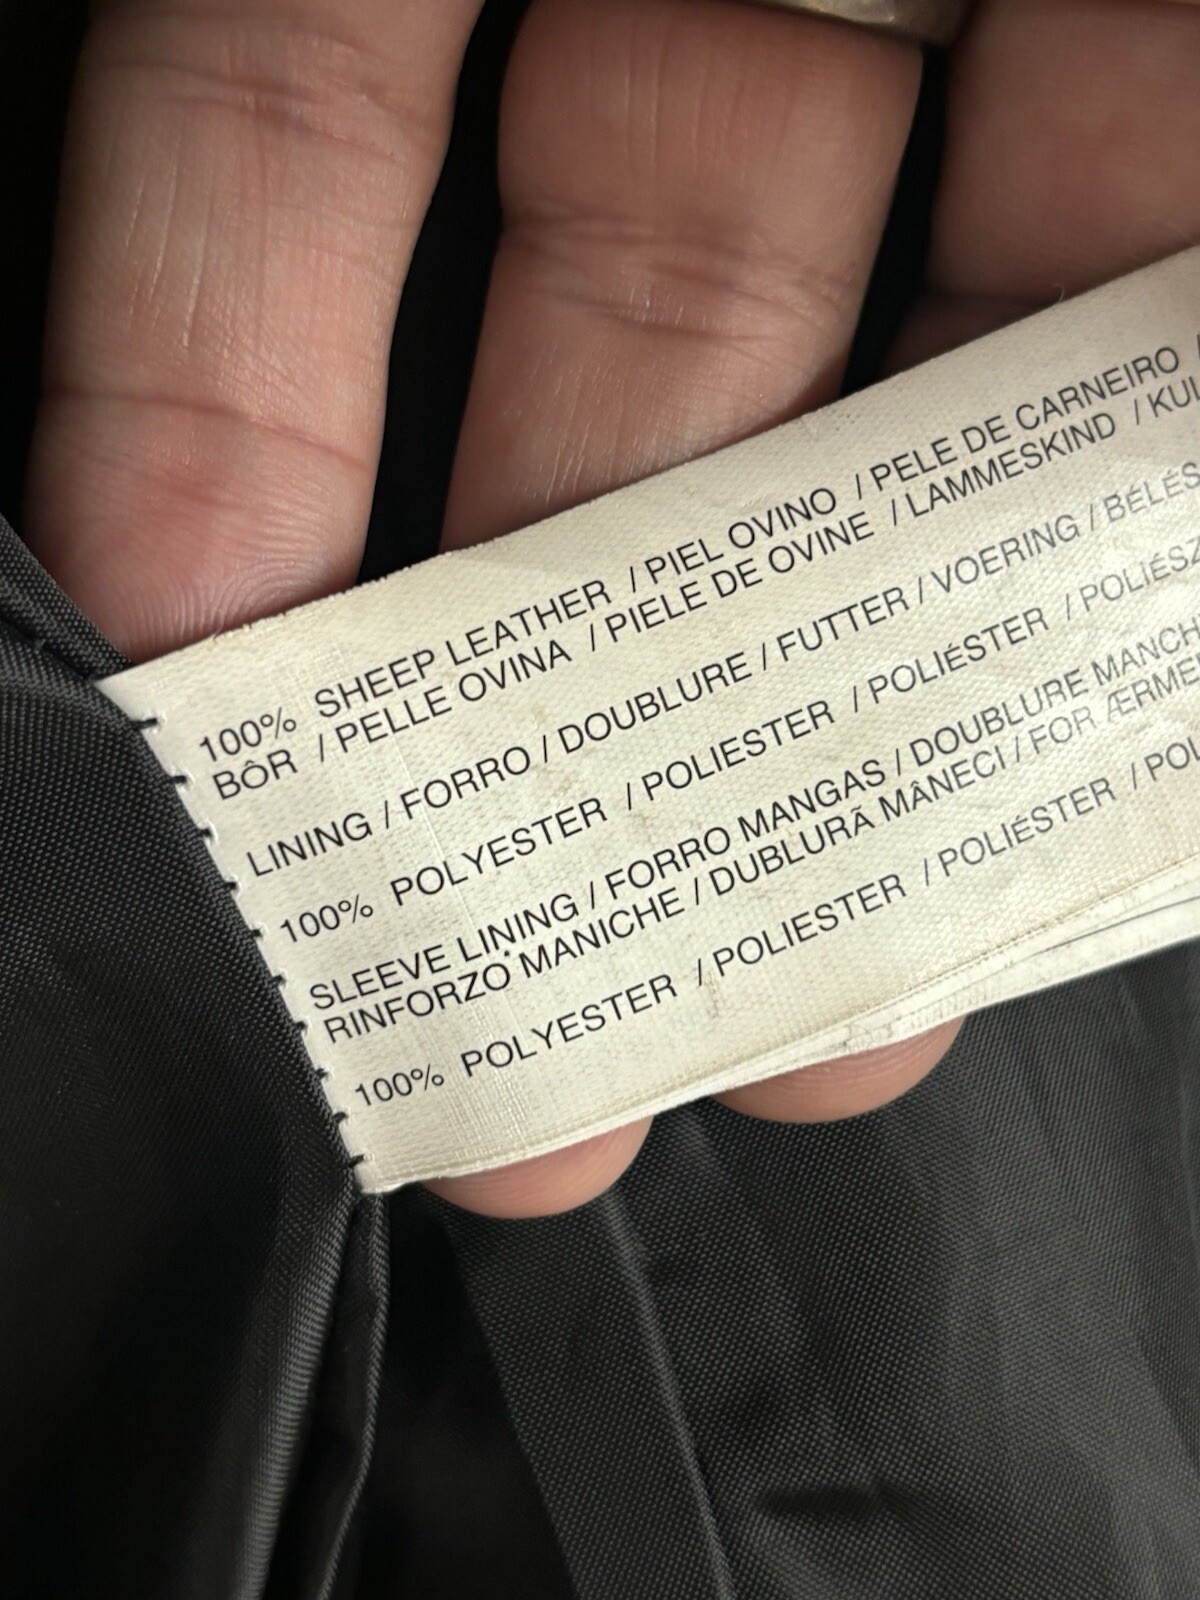 100% SHEEP LEATHER / PIEL OVINO / PELE DE CARNEIRO /
BÔR / PELLE OVINA / PIELE DE OVINE / LAMMESKIND /
LINING / FORRO / DOUBLURE / FUTTER / VOERING / BÉLÉS
100% POLYESTER / POLIESTER / POLIÉSTER /
SLEEVE LINING / FORRO MANGAS / DOUBLURE
RINFORZO MANICHE / DUBLURĂ MÂNECI / FOR
100% POLYESTER / POLIESTER / POLIÉSTER /